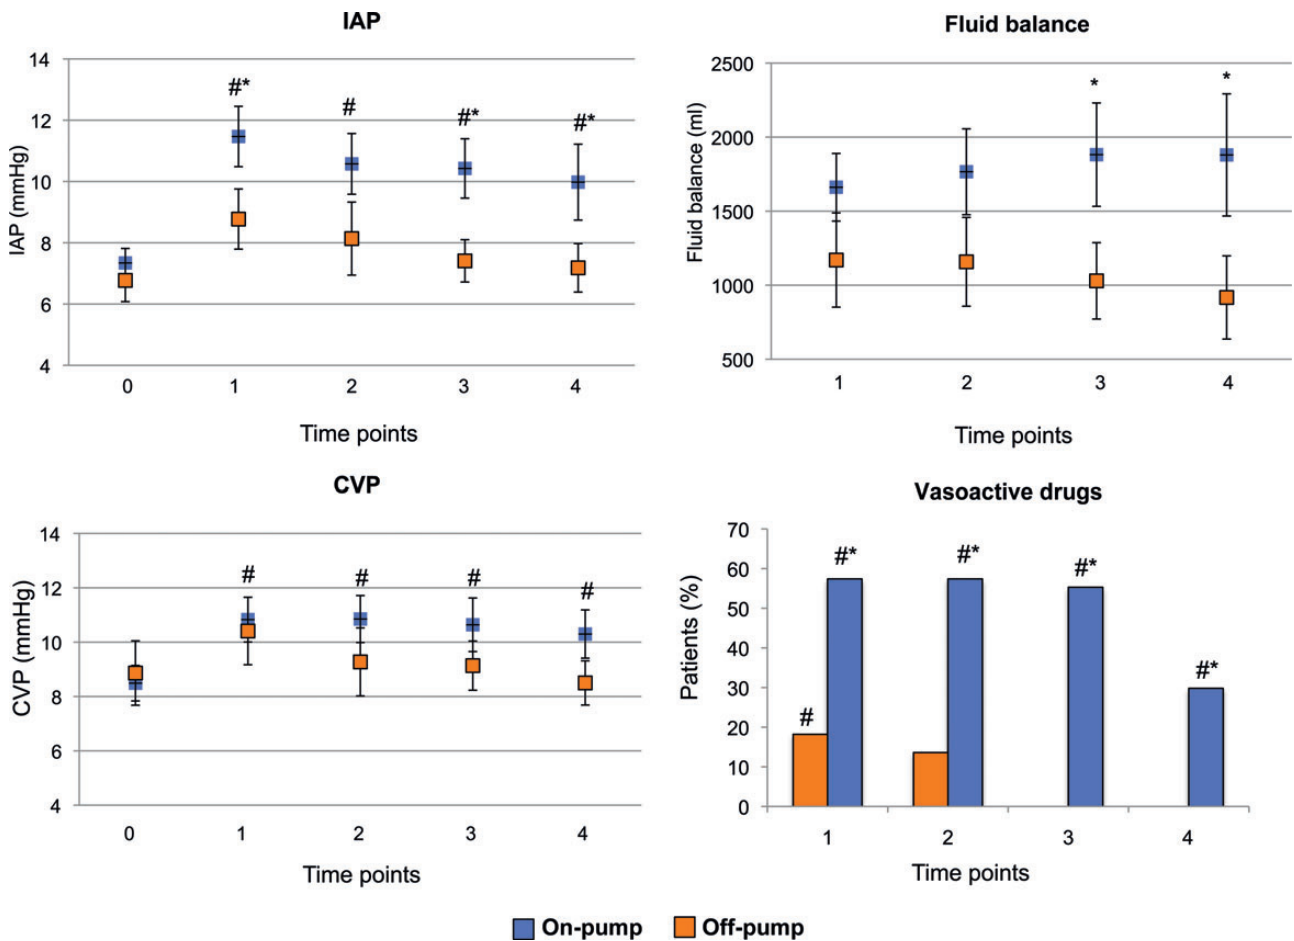 IAP
14
12
10
8
6
4
IAP (mmHg)
#*
#
#*
#*
0 1 2 3 4
Time points
Fluid balance
2500
2000
1500
1000
500
Fluid balance (ml)
*
*
1 2 3 4
Time points
CVP
14
12
10
8
6
4
CVP (mmHg)
#
#
#
#
0 1 2 3 4
Time points
Vasoactive drugs
70
60
50
40
30
20
10
0
Patients (%)
#
#*
#*
#*
#*
1 2 3 4
Time points
On-pump Off-pump